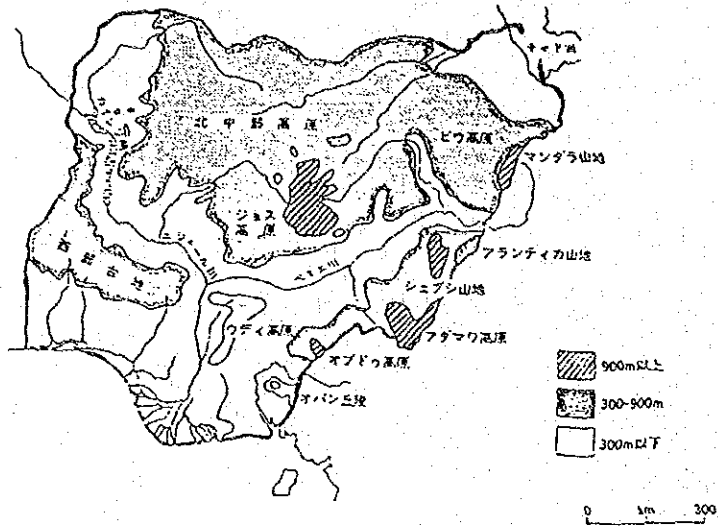 チャド湖
北中部高原
ビウ高原
マンダラ山地
ジョス
高原
アランティカ山地
西部台地
ニジェール川
ベヌエ川
シェブシ山地
ウディ高原
アダマワ高原
オブドゥ高原
オバン丘陵
900m以上
300-900m
300m以下
0 km 300